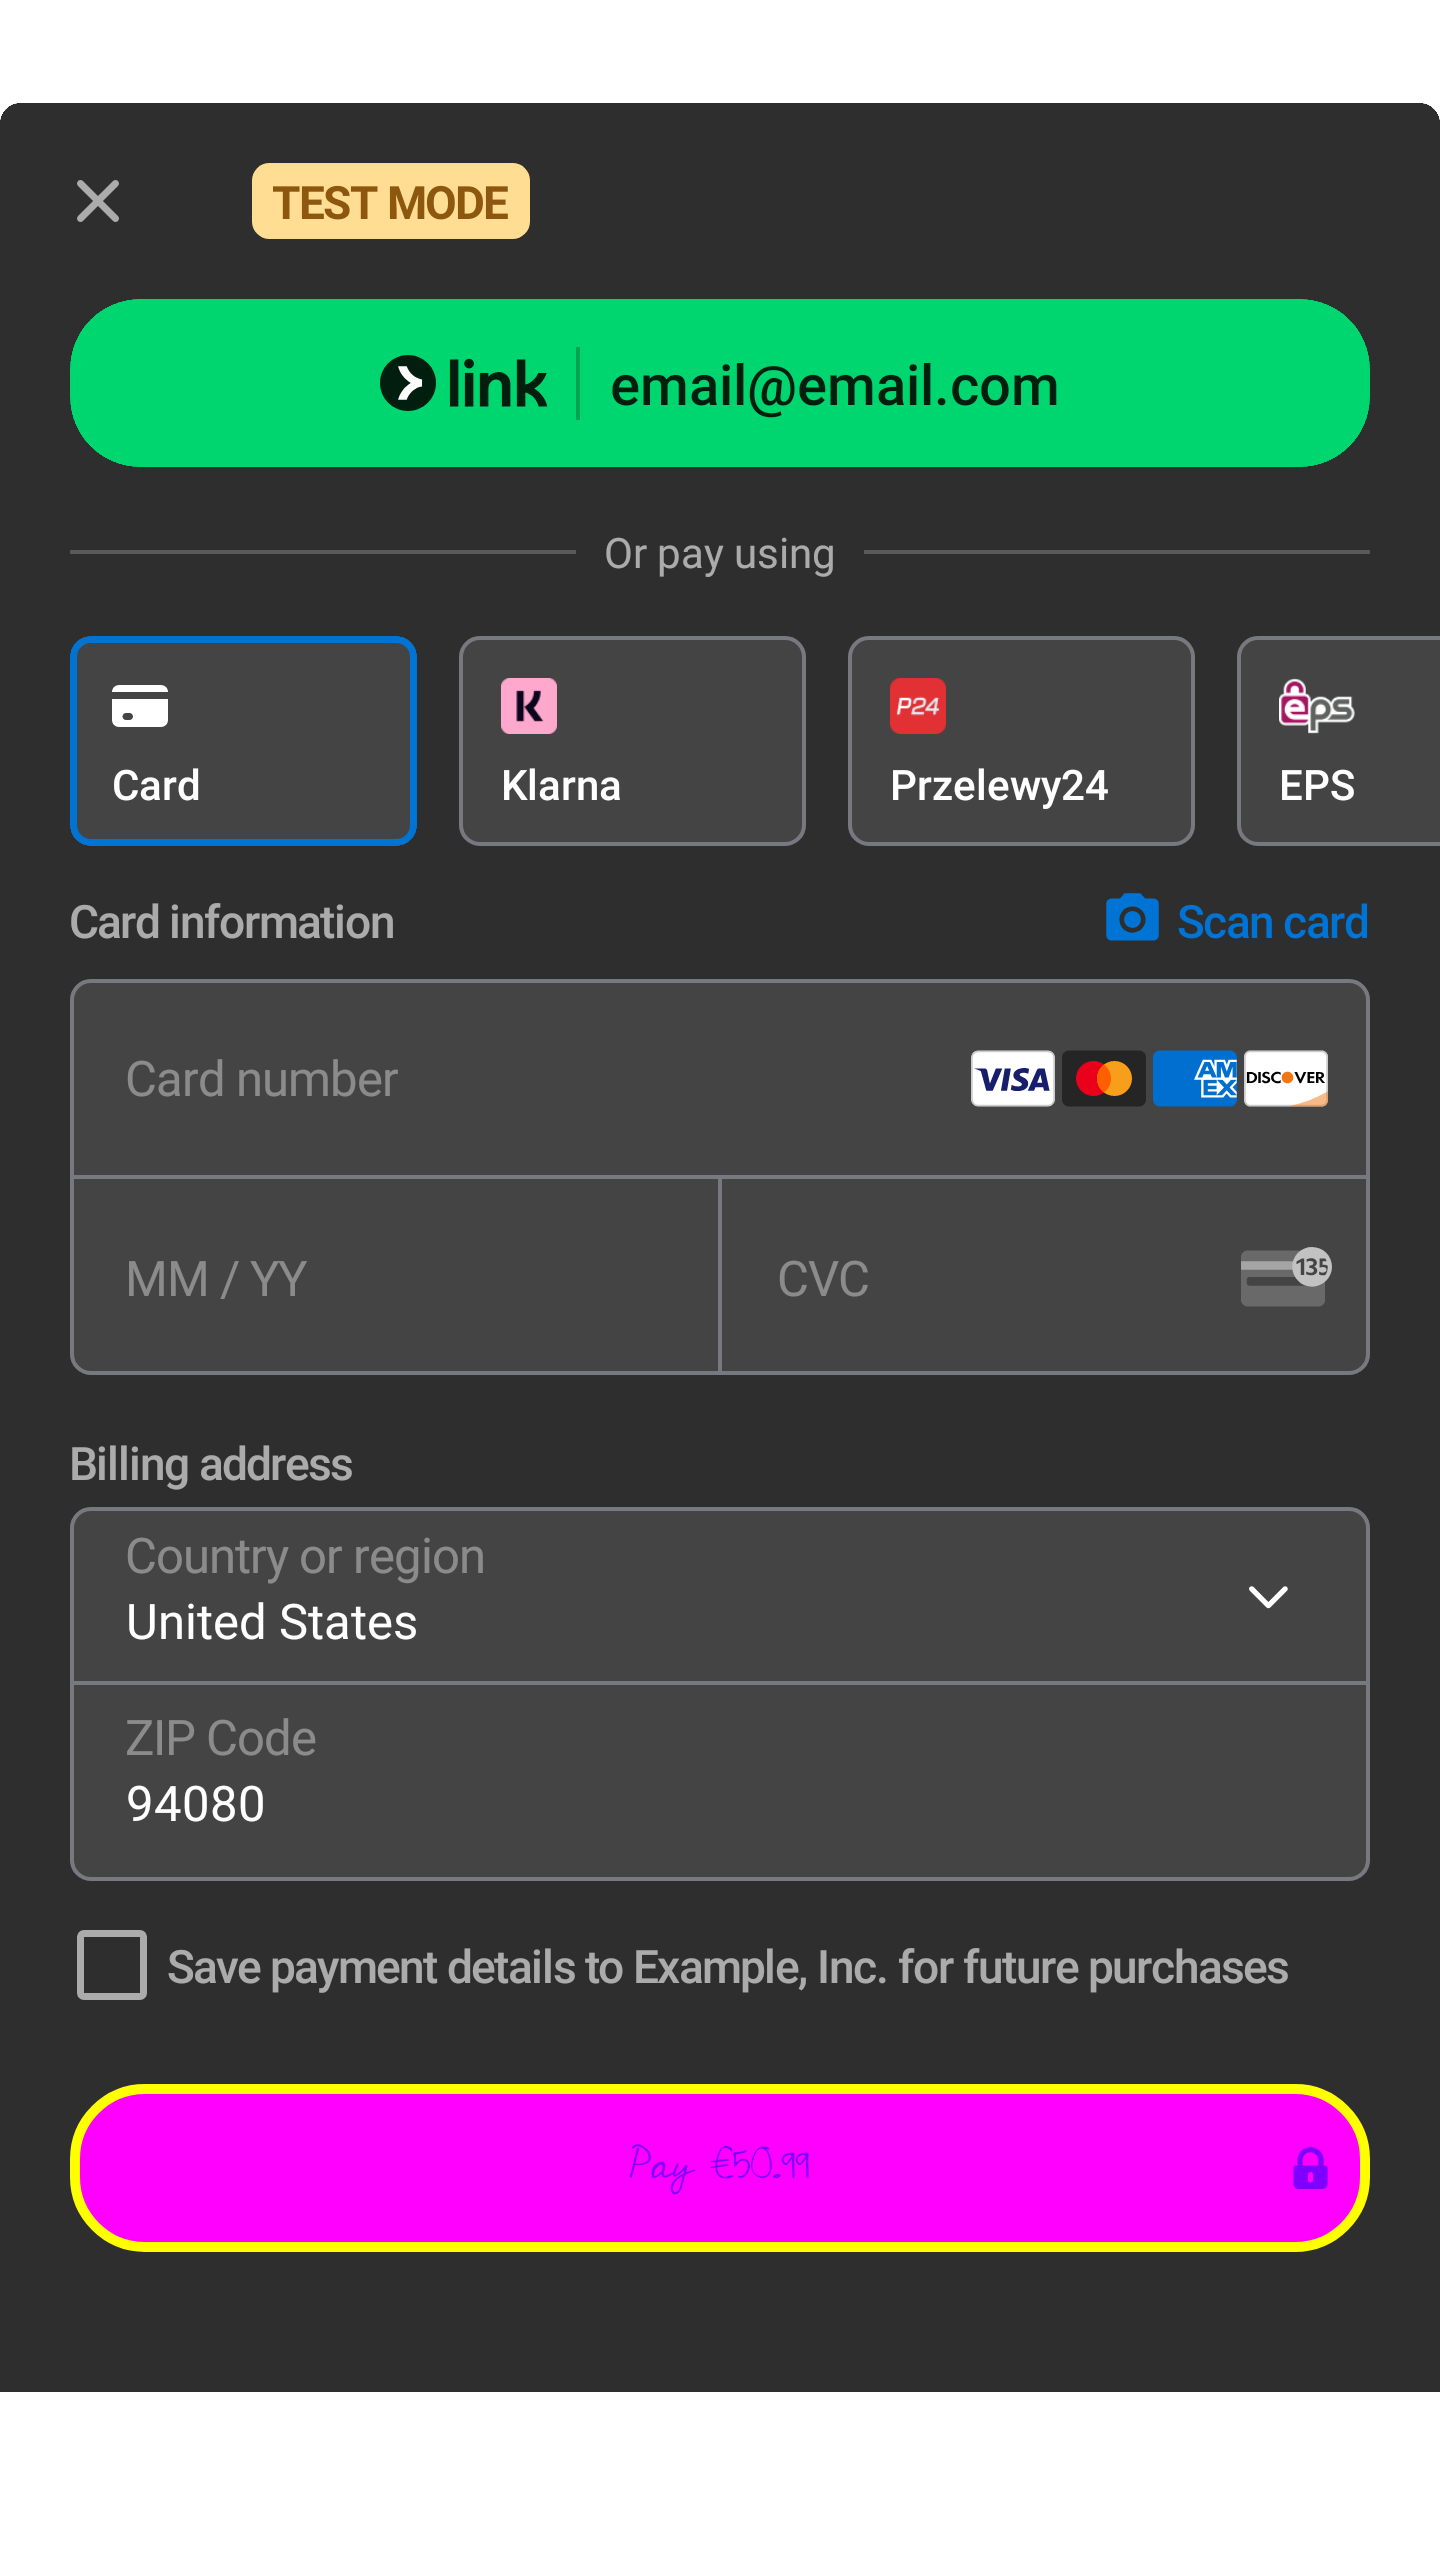 TEST MODE
link email@email.com
Or pay using
K P24 eps
Card Klarna Przelewy24 EPS
Card information Scan card
Card number VISA AMEX DISCOVER
MM / YY CVC 135
Billing address
Country or region
United States
ZIP Code
94080
Save payment details to Example, Inc. for future purchases
Pay €50.99